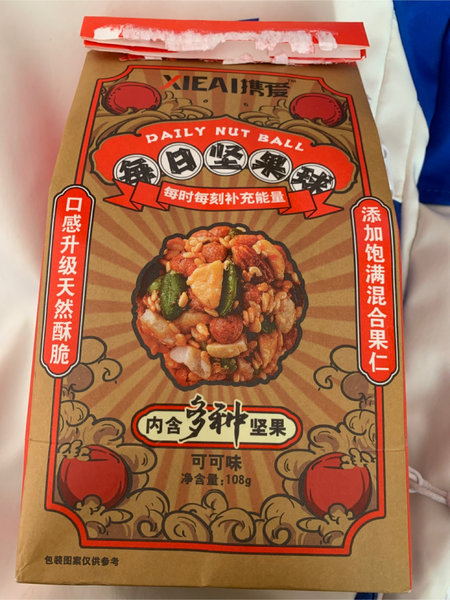 XIEAI携爱™
DAILY NUT BALL
每日坚果球
每时每刻补充能量
口感升级天然酥脆
添加饱满混合果仁
内含多种坚果
可可味
净含量:108g
包装图案仅供参考